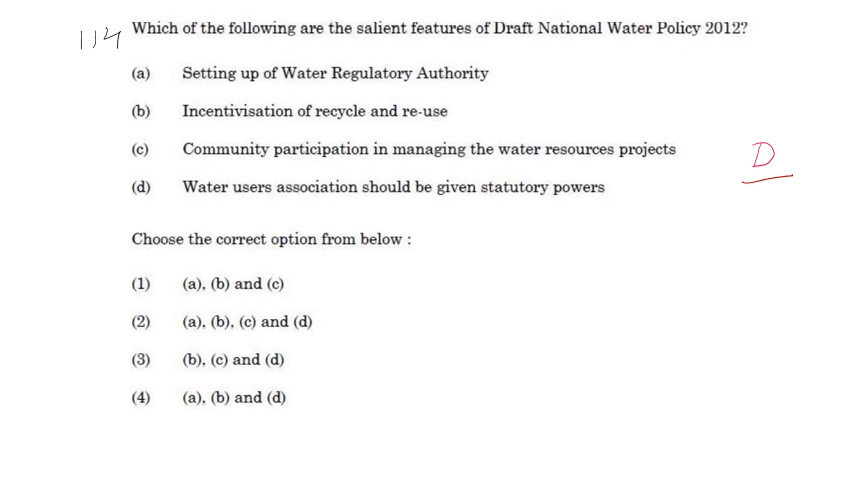 114 Which of the following are the salient features of Draft National Water Policy 2012?
(a) Setting up of Water Regulatory Authority
(b) Incentivisation of recycle and re-use
(c) Community participation in managing the water resources projects
D
(d) Water users association should be given statutory powers
Choose the correct option from below :
(1) (a), (b) and (c)
(2) (a), (b), (c) and (d)
(3) (b), (c) and (d)
(4) (a), (b) and (d)